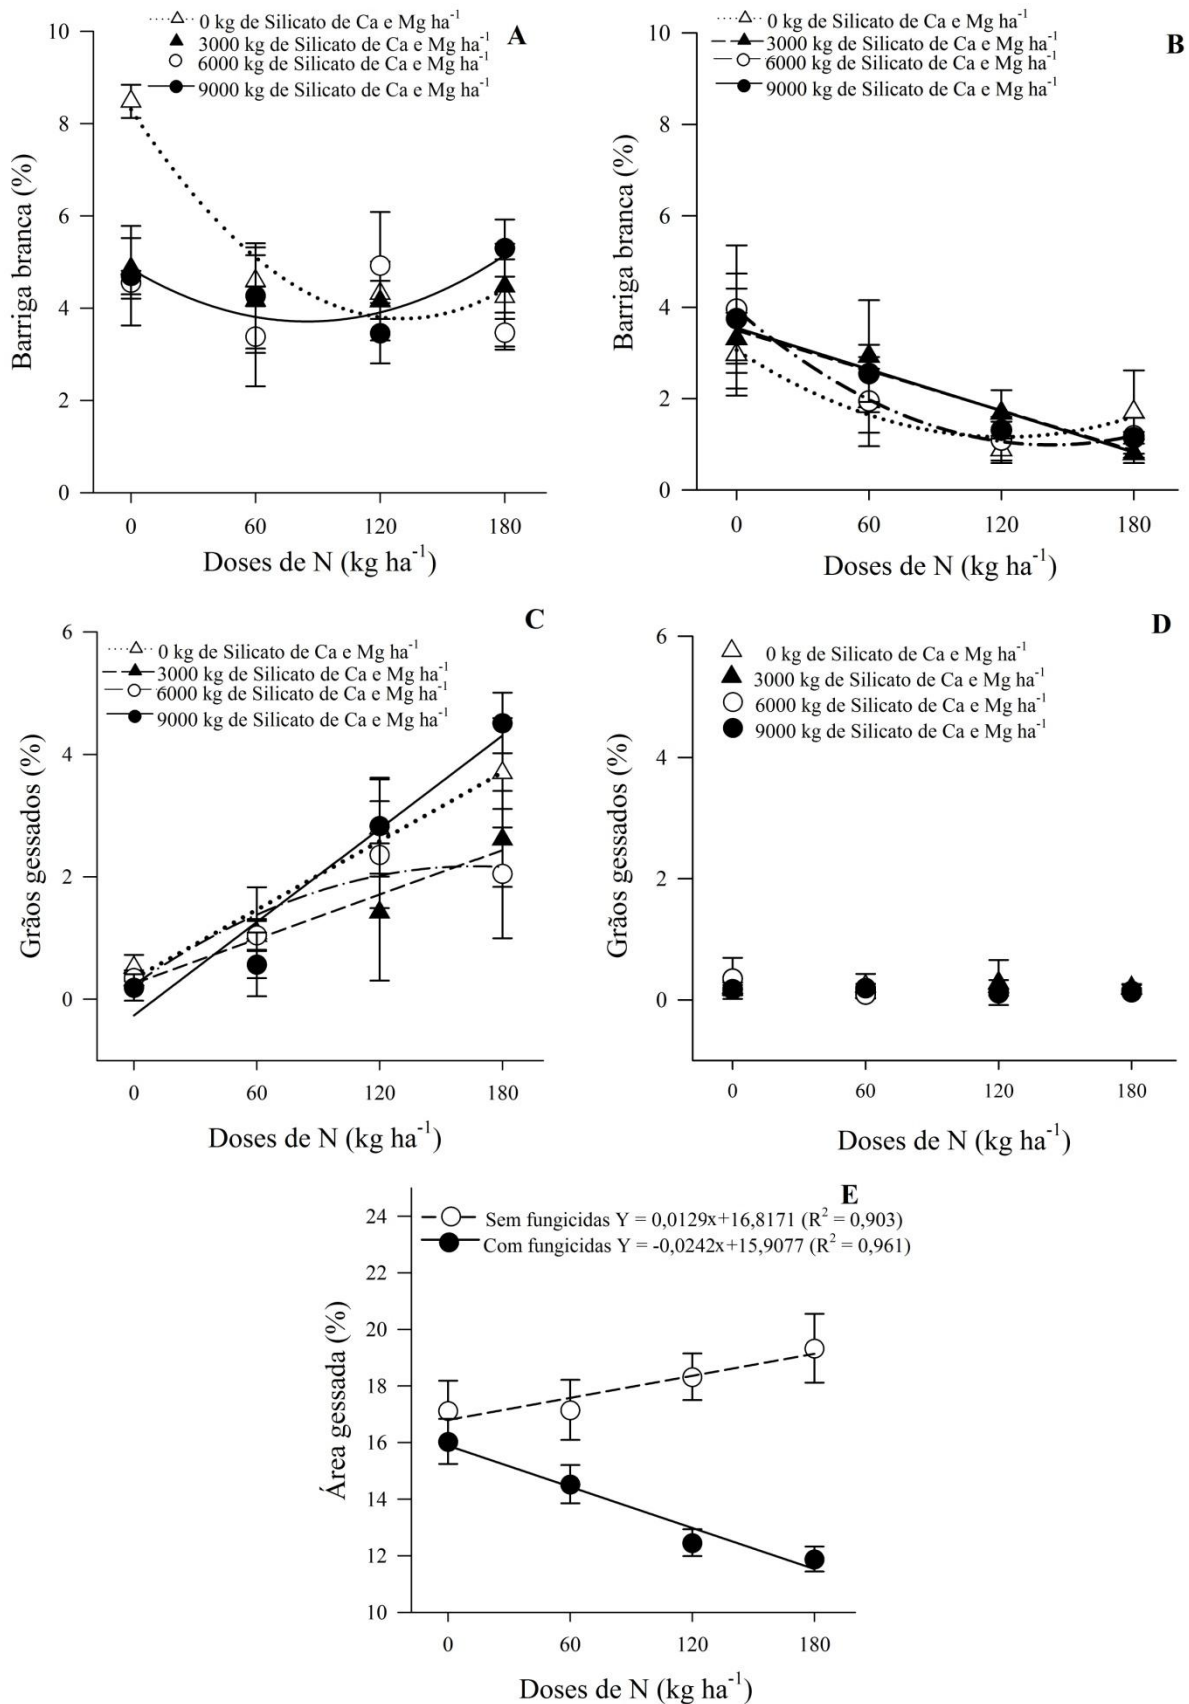 0 kg de Silicato de Ca e Mg ha⁻¹
3000 kg de Silicato de Ca e Mg ha⁻¹
6000 kg de Silicato de Ca e Mg ha⁻¹
9000 kg de Silicato de Ca e Mg ha⁻¹
A
Barriga branca (%)
10
8
6
4
2
0
0 60 120 180
Doses de N (kg ha⁻¹)
0 kg de Silicato de Ca e Mg ha⁻¹
3000 kg de Silicato de Ca e Mg ha⁻¹
6000 kg de Silicato de Ca e Mg ha⁻¹
9000 kg de Silicato de Ca e Mg ha⁻¹
B
Barriga branca (%)
10
8
6
4
2
0
0 60 120 180
Doses de N (kg ha⁻¹)
C
0 kg de Silicato de Ca e Mg ha⁻¹
3000 kg de Silicato de Ca e Mg ha⁻¹
6000 kg de Silicato de Ca e Mg ha⁻¹
9000 kg de Silicato de Ca e Mg ha⁻¹
Grãos gessados (%)
6
4
2
0
0 60 120 180
Doses de N (kg ha⁻¹)
D
0 kg de Silicato de Ca e Mg ha⁻¹
3000 kg de Silicato de Ca e Mg ha⁻¹
6000 kg de Silicato de Ca e Mg ha⁻¹
9000 kg de Silicato de Ca e Mg ha⁻¹
Grãos gessados (%)
6
4
2
0
0 60 120 180
Doses de N (kg ha⁻¹)
E
Sem fungicidas Y = 0,0129x+16,8171 (R² = 0,903)
Com fungicidas Y = -0,0242x+15,9077 (R² = 0,961)
Área gessada (%)
24
22
20
18
16
14
12
10
0 60 120 180
Doses de N (kg ha⁻¹)